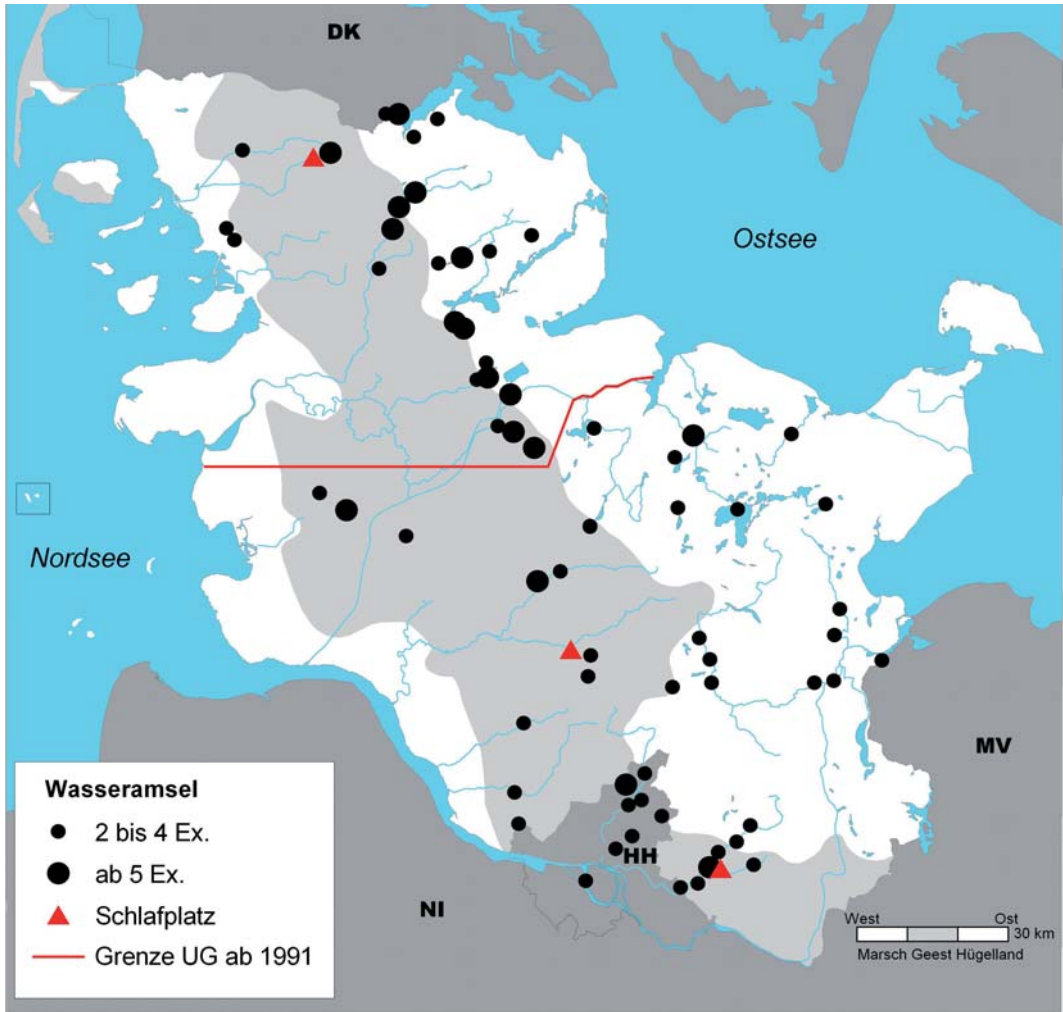 DK
Ostsee
Nordsee
MV
Wasseramsel
2 bis 4 Ex.
ab 5 Ex.
Schlafplatz
Grenze UG ab 1991
HH
NI
West Ost
30 km
Marsch Geest Hügelland